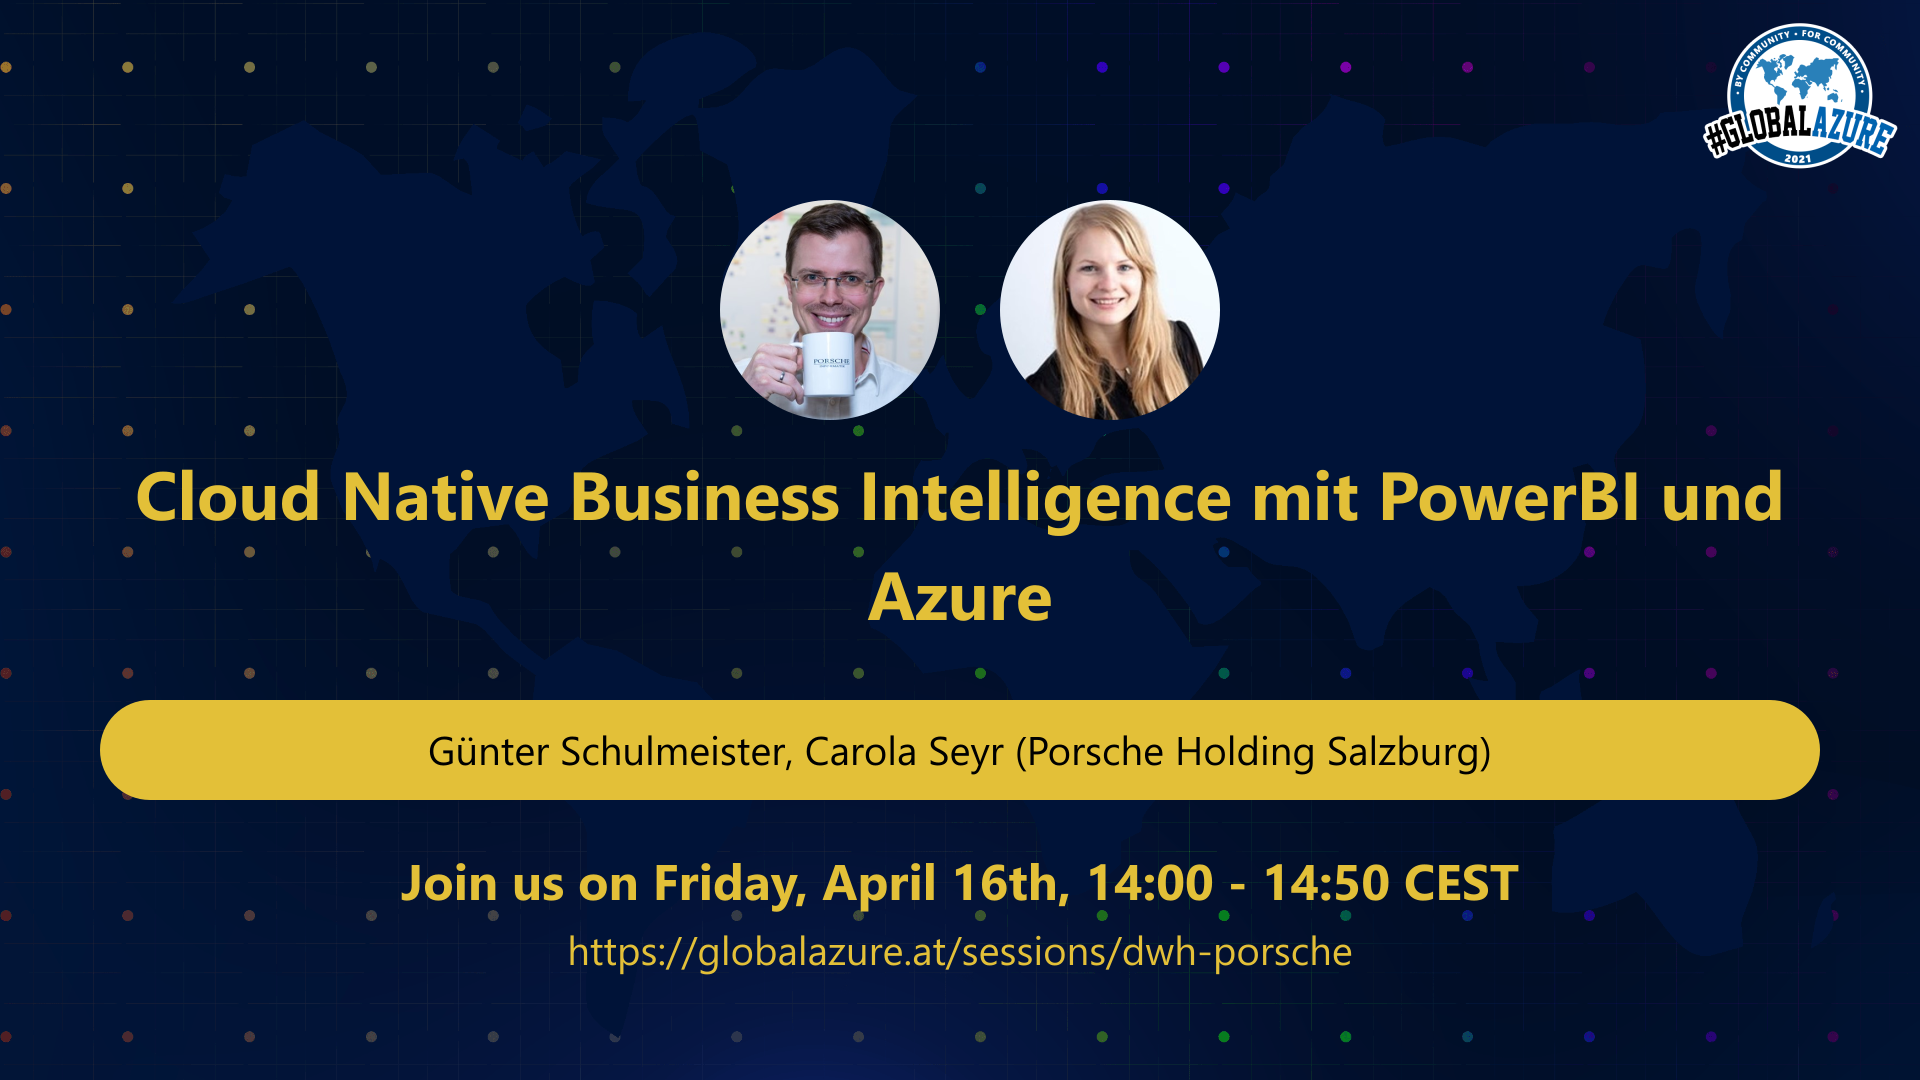 • BY COMMUNITY • FOR COMMUNITY •
#GLOBALAZURE
2021
PORSCHE
Cloud Native Business Intelligence mit PowerBI und
Azure
Günter Schulmeister, Carola Seyr (Porsche Holding Salzburg)
Join us on Friday, April 16th, 14:00 - 14:50 CEST
https://globalazure.at/sessions/dwh-porsche